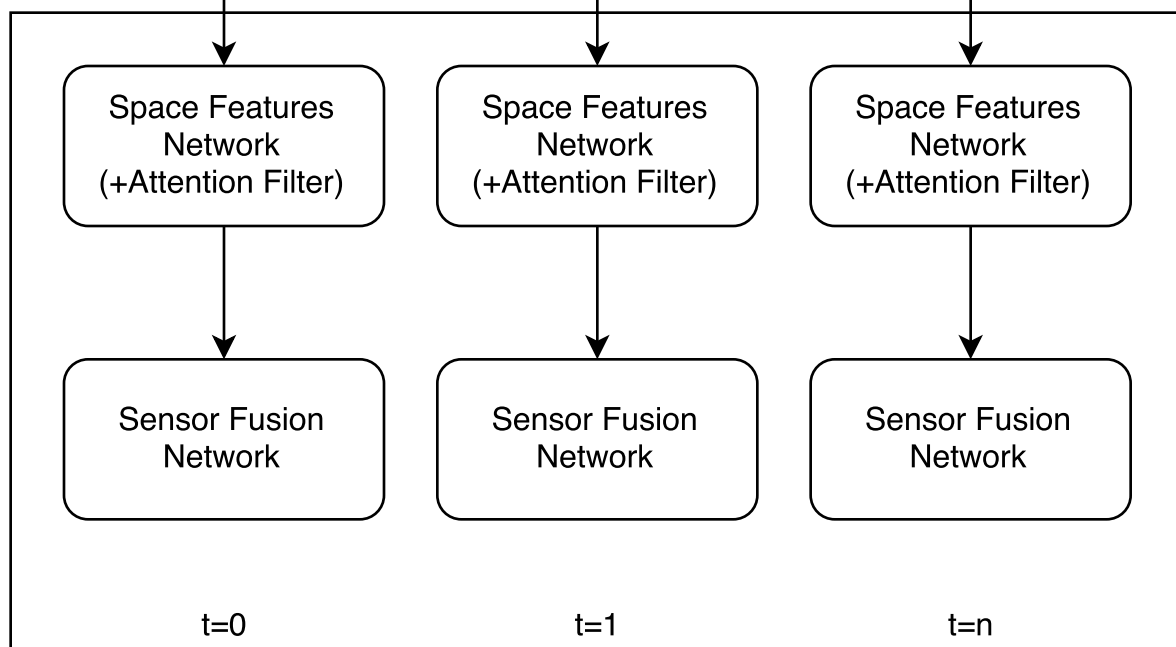 Space Features
Network
(+Attention Filter)
Space Features
Network
(+Attention Filter)
Space Features
Network
(+Attention Filter)
Sensor Fusion
Network
Sensor Fusion
Network
Sensor Fusion
Network
t=0
t=1
t=n